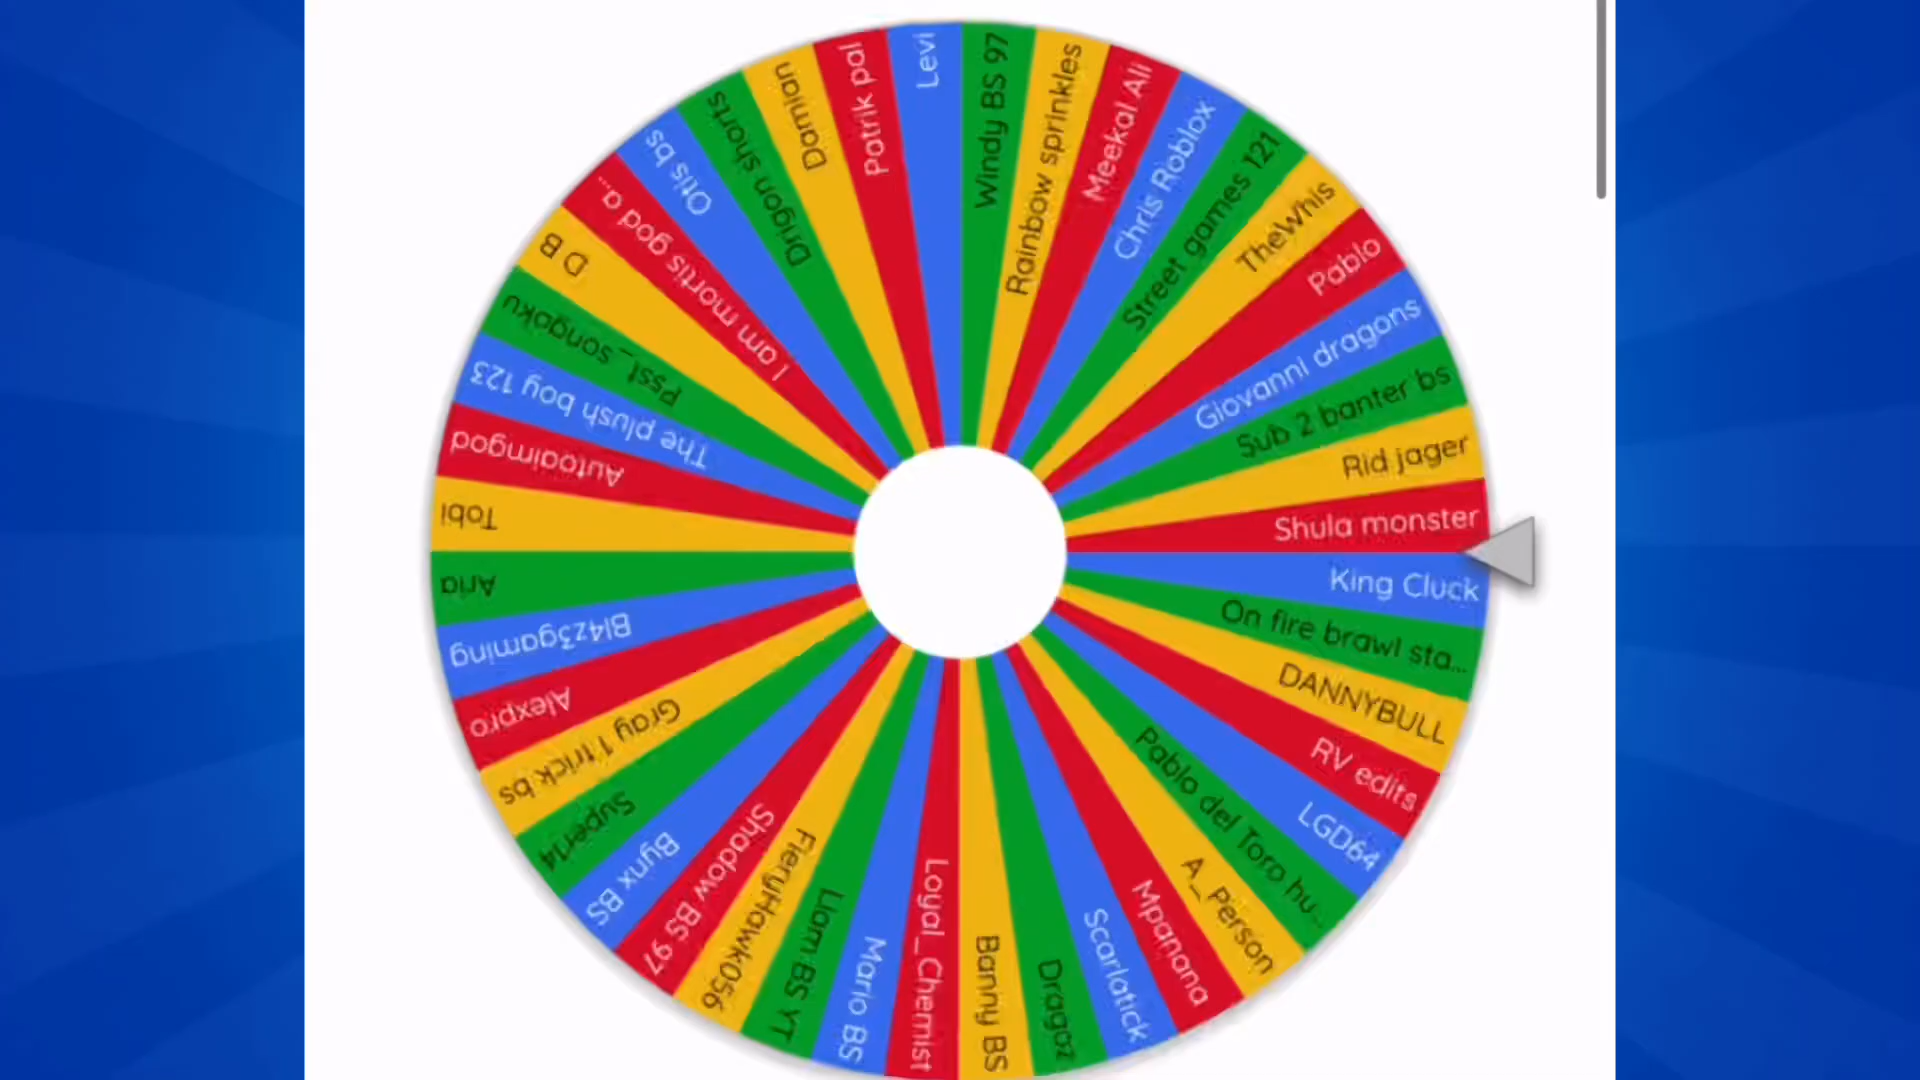 Levi
Windy BS 97
Rainbow sprinkles
Meekal Ali
Chris Roblox
Street games 121
TheWhis
Pablo
Giovanni dragons
Sub 2 banter bs
Rid jager
Shula monster
King Cluck
On fire brawl sta...
DANNYBULL
RV edits
LGD64
Pablo del Toro hu...
A_Person
Mpanana
Scarlatick
Dragoz
Banny BS
Loyal_Chemist
Mario BS
Liam BS YT
FieryHawk056
Shadow BS 97
Bynx BS
Super14
Gray 1 trick bs
Alexpro
Bl4z3gaming
Aria
Tobi
Autoaimgod
The plush boy 123
Psst_songoku
D B
I am mortis god a...
Otis bs
Drigon shorts
Damian
Patrik pal